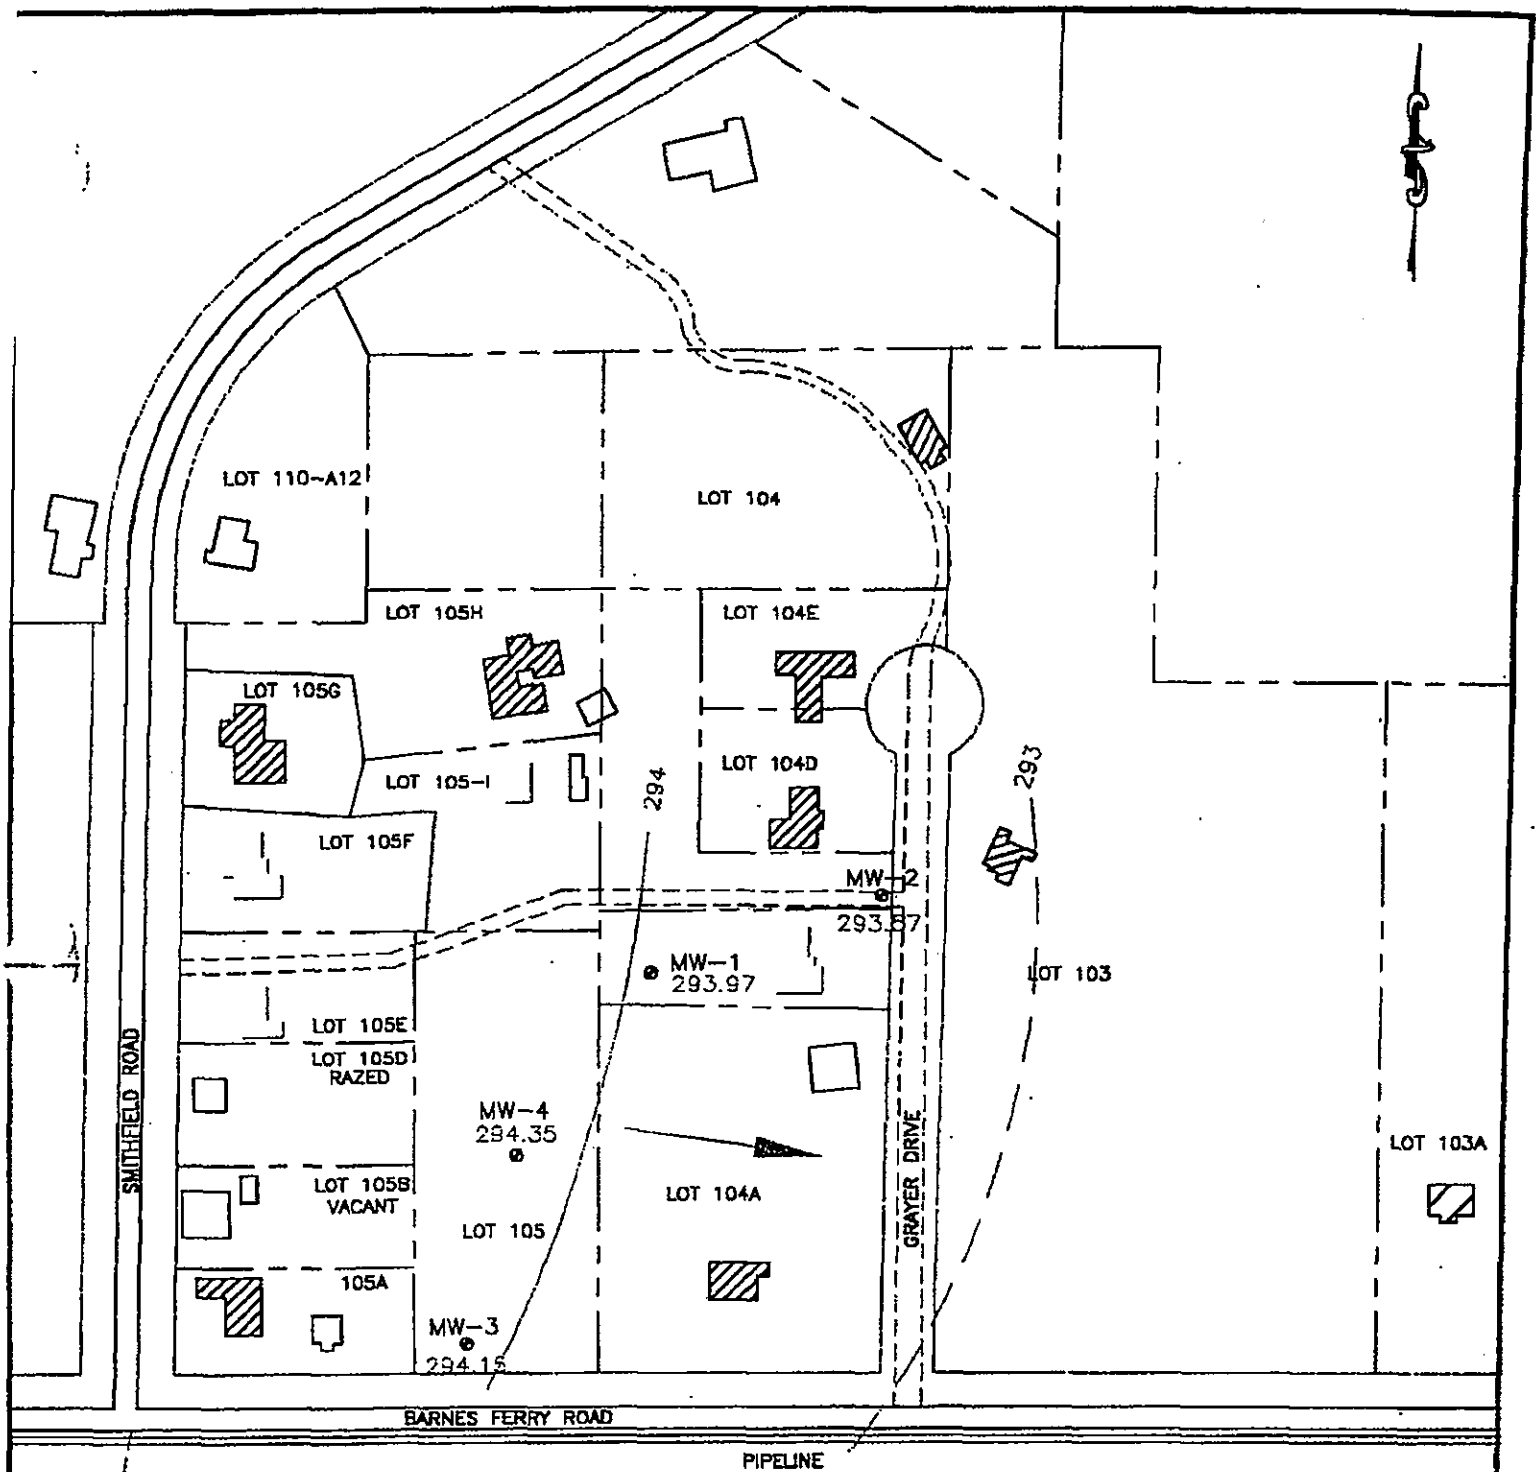 LOT 110~A12
LOT 104
LOT 105H
LOT 104E
LOT 105G
LOT 104D
LOT 105-I
294
293
LOT 105F
MW-2
293.87
MW-1
293.97
LOT 103
LOT 105E
LOT 105D
RAZED
SMITHFIELD ROAD
MW-4
294.35
GRAYER DRIVE
LOT 103A
LOT 105B
VACANT
LOT 104A
LOT 105
105A
MW-3
294.15
BARNES FERRY ROAD
PIPELINE